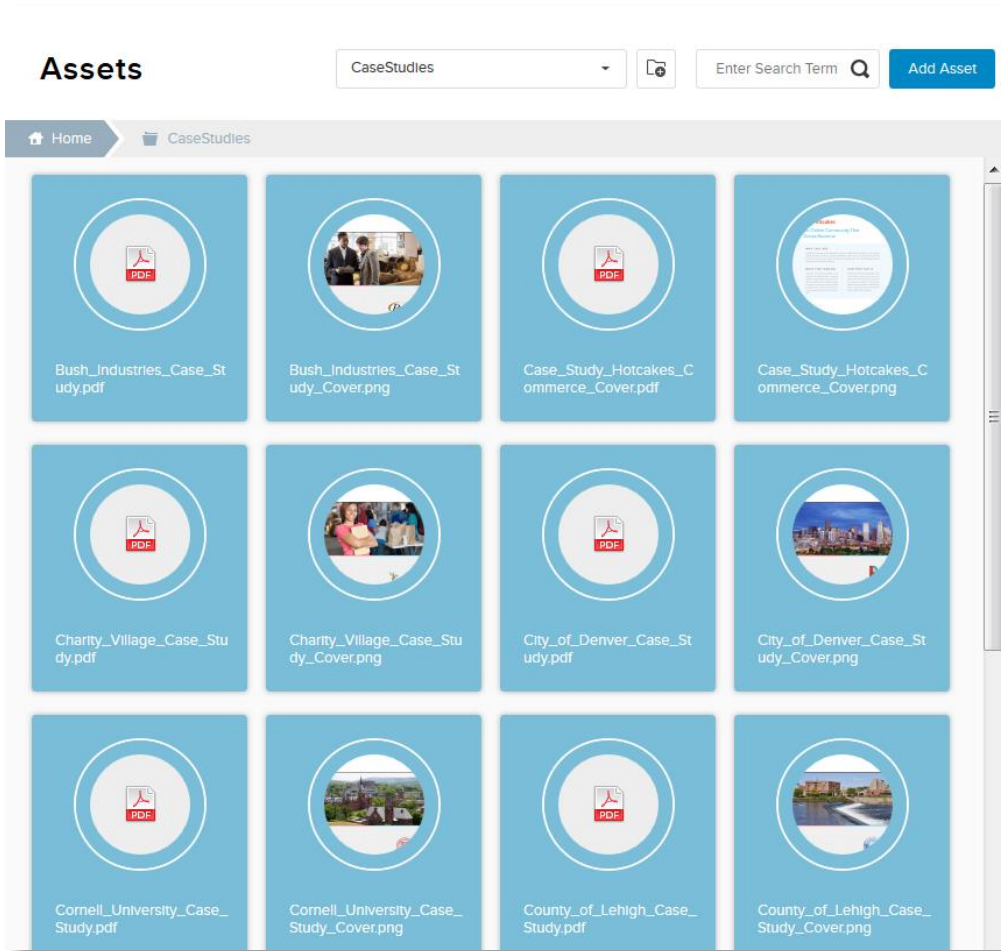 Assets
CaseStudies
Enter Search Term
Add Asset
Home
CaseStudies
PDF
PDF
Bush_Industries_Case_St
udy.pdf
Bush_Industries_Case_St
udy_Cover.png
Case_Study_Hotcakes_C
ommerce_Cover.pdf
Case_Study_Hotcakes_C
ommerce_Cover.png
PDF
PDF
Charity_Village_Case_Stu
dy.pdf
Charity_Village_Case_Stu
dy_Cover.png
City_of_Denver_Case_St
udy.pdf
City_of_Denver_Case_St
udy_Cover.png
PDF
PDF
Cornell_University_Case_
Study.pdf
Cornell_University_Case_
Study_Cover.png
County_of_Lehigh_Case_
Study.pdf
County_of_Lehigh_Case_
Study_Cover.png